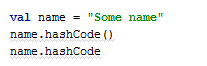 val name = "Some name"
name.hashCode()
name.hashCode